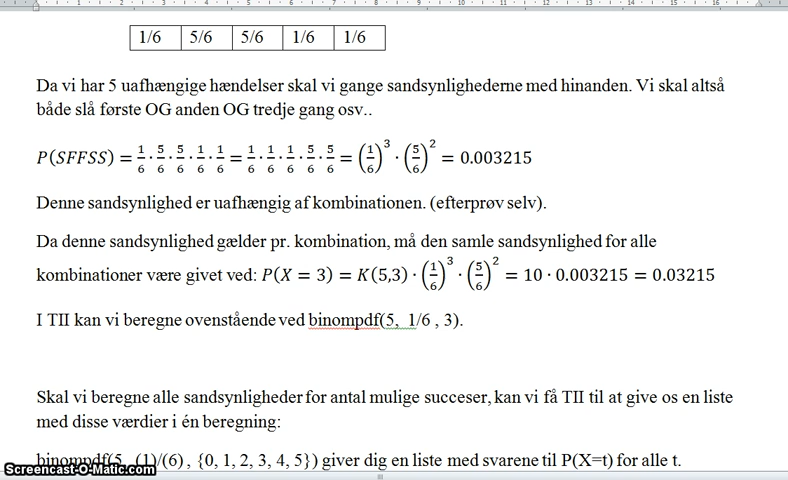 1/6 5/6 5/6 1/6 1/6
Da vi har 5 uafhængige hændelser skal vi gange sandsynlighederne med hinanden. Vi skal altså
både slå første OG anden OG tredje gang osv..
P(SFFSS) = 1/6 · 5/6 · 5/6 · 1/6 · 1/6 = 1/6 · 1/6 · 1/6 · 5/6 · 5/6 = (1/6)^3 · (5/6)^2 = 0.003215
Denne sandsynlighed er uafhængig af kombinationen. (efterprøv selv).
Da denne sandsynlighed gælder pr. kombination, må den samle sandsynlighed for alle
kombinationer være givet ved: P(X = 3) = K(5,3) · (1/6)^3 · (5/6)^2 = 10 · 0.003215 = 0.03215
I TII kan vi beregne ovenstående ved binompdf(5, 1/6 , 3).
Skal vi beregne alle sandsynligheder for antal mulige succeser, kan vi få TII til at give os en liste
med disse værdier i én beregning:
binompdf(5, (1)/(6) , {0, 1, 2, 3, 4, 5}) giver dig en liste med svarene til P(X=t) for alle t.
Screencast-O-Matic.com